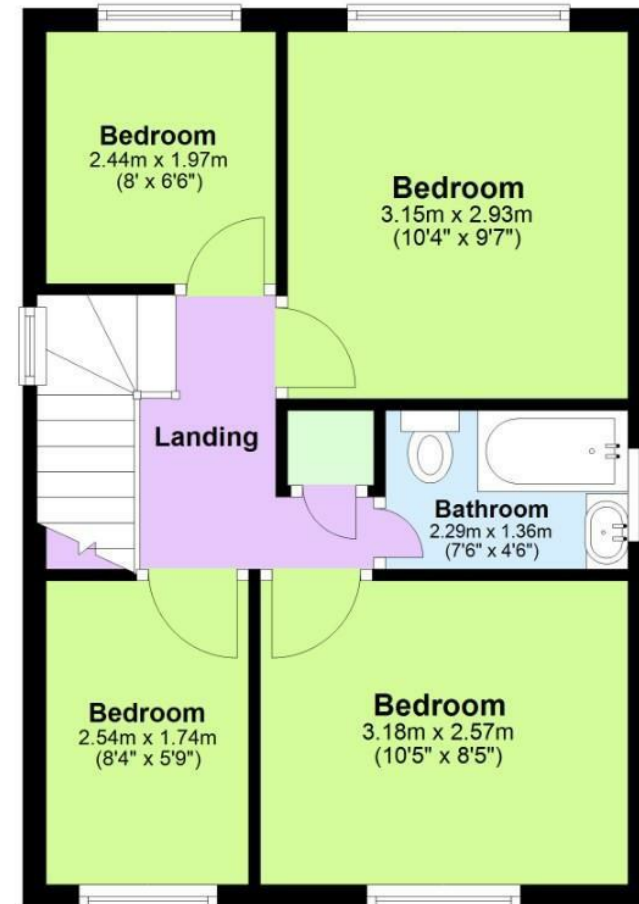 Bedroom
2.44m x 1.97m
(8' x 6'6")
Bedroom
3.15m x 2.93m
(10'4" x 9'7")
Landing
Bathroom
2.29m x 1.36m
(7'6" x 4'6")
Bedroom
2.54m x 1.74m
(8'4" x 5'9")
Bedroom
3.18m x 2.57m
(10'5" x 8'5")